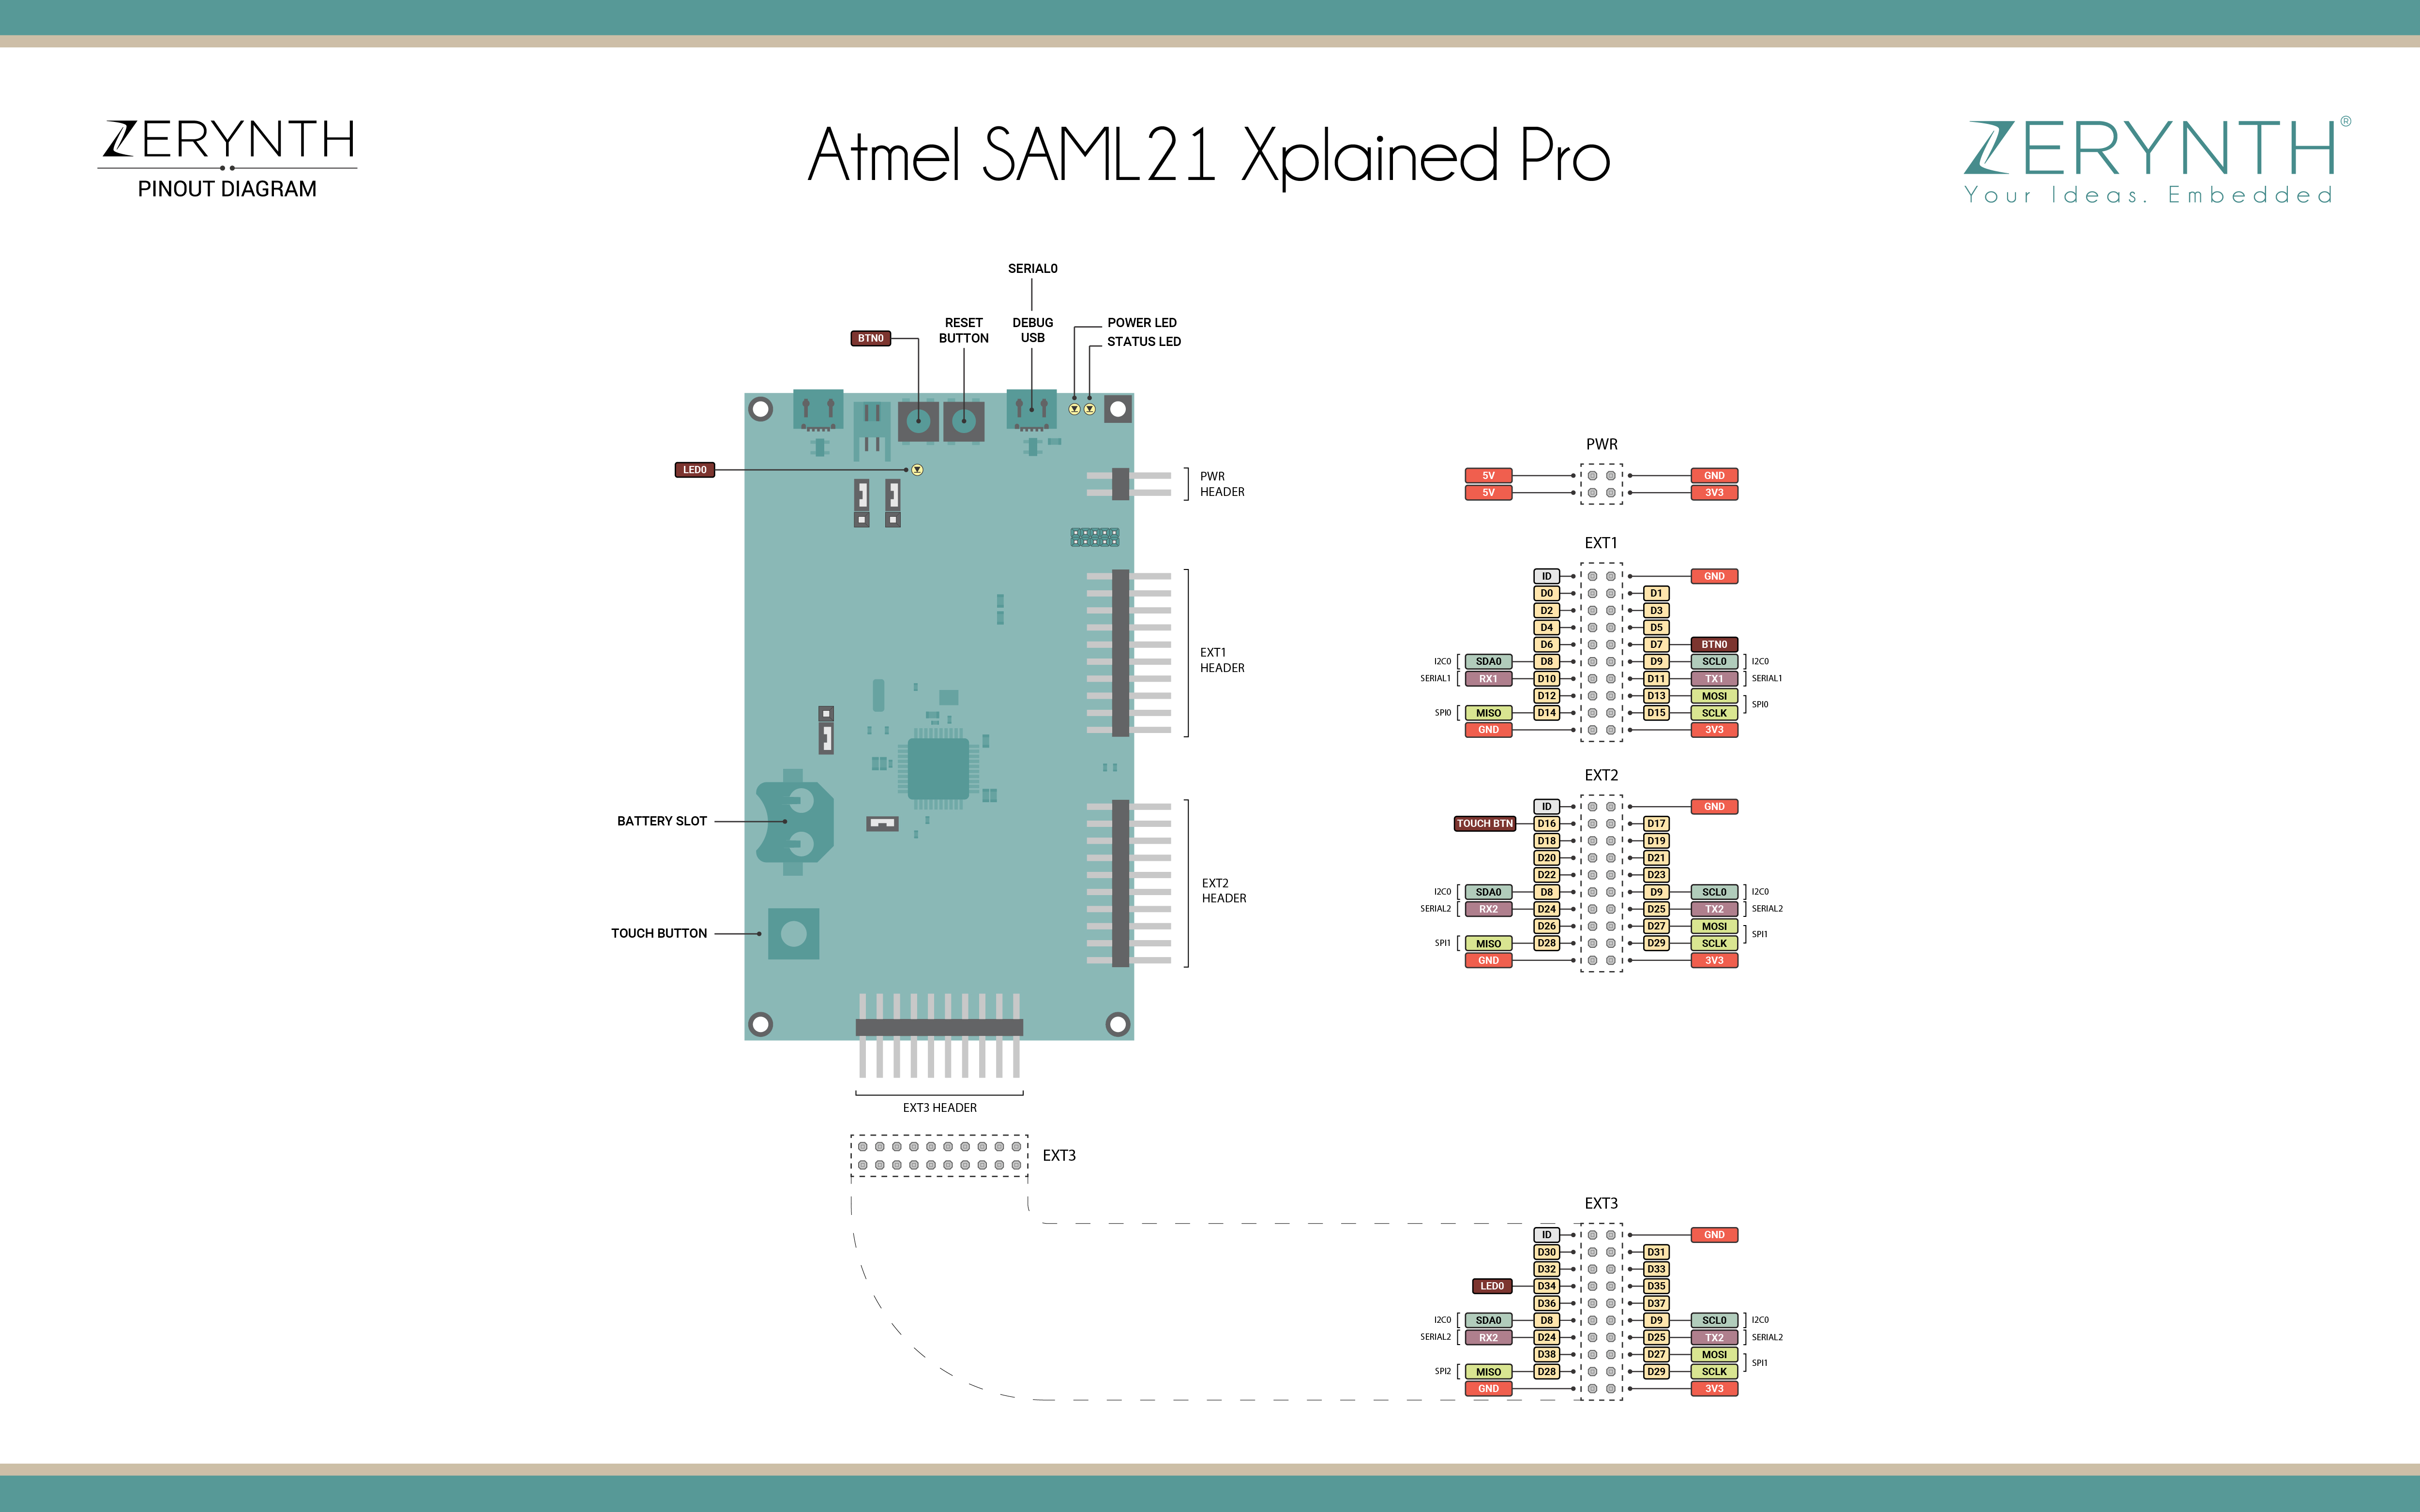 ZERYNTH
PINOUT DIAGRAM
Atmel SAML21 Xplained Pro
ZERYNTH®
Your Ideas. Embedded
SERIAL0
BTN0
RESET
BUTTON
DEBUG
USB
POWER LED
STATUS LED
LED0
PWR
HEADER
EXT1
HEADER
BATTERY SLOT
EXT2
HEADER
TOUCH BUTTON
EXT3 HEADER
EXT3
PWR
5V GND
5V 3V3
EXT1
ID GND
D0 D1
D2 D3
D4 D5
D6 D7 BTN0
I2C0 SDA0 D8 D9 SCL0 I2C0
SERIAL1 RX1 D10 D11 TX1 SERIAL1
D12 D13 MOSI
SPI0 MISO D14 D15 SCLK SPI0
GND 3V3
EXT2
ID GND
TOUCH BTN D16 D17
D18 D19
D20 D21
D22 D23
I2C0 SDA0 D8 D9 SCL0 I2C0
SERIAL2 RX2 D24 D25 TX2 SERIAL2
D26 D27 MOSI
SPI1 MISO D28 D29 SCLK SPI1
GND 3V3
EXT3
ID GND
D30 D31
D32 D33
LED0 D34 D35
D36 D37
I2C0 SDA0 D8 D9 SCL0 I2C0
SERIAL2 RX2 D24 D25 TX2 SERIAL2
D38 D27 MOSI
SPI2 MISO D28 D29 SCLK SPI1
GND 3V3